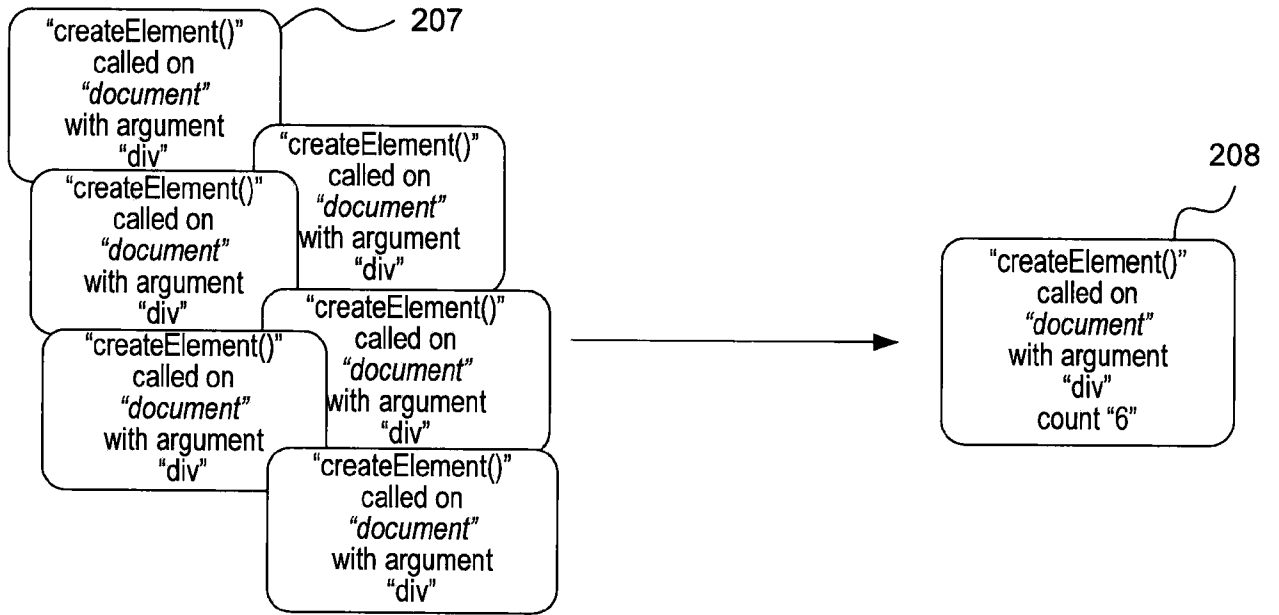 “createElement()”
called on
“document”
with argument
“div”
207
“createElement()”
called on
“document”
with argument
“div”
“createElement()”
called on
“document”
with argument
“div”
“createElement()”
called on
“document”
with argument
“div”
“createElement()”
called on
“document”
with argument
“div”
“createElement()”
called on
“document”
with argument
“div”
208
“createElement()”
called on
“document”
with argument
“div”
count “6”